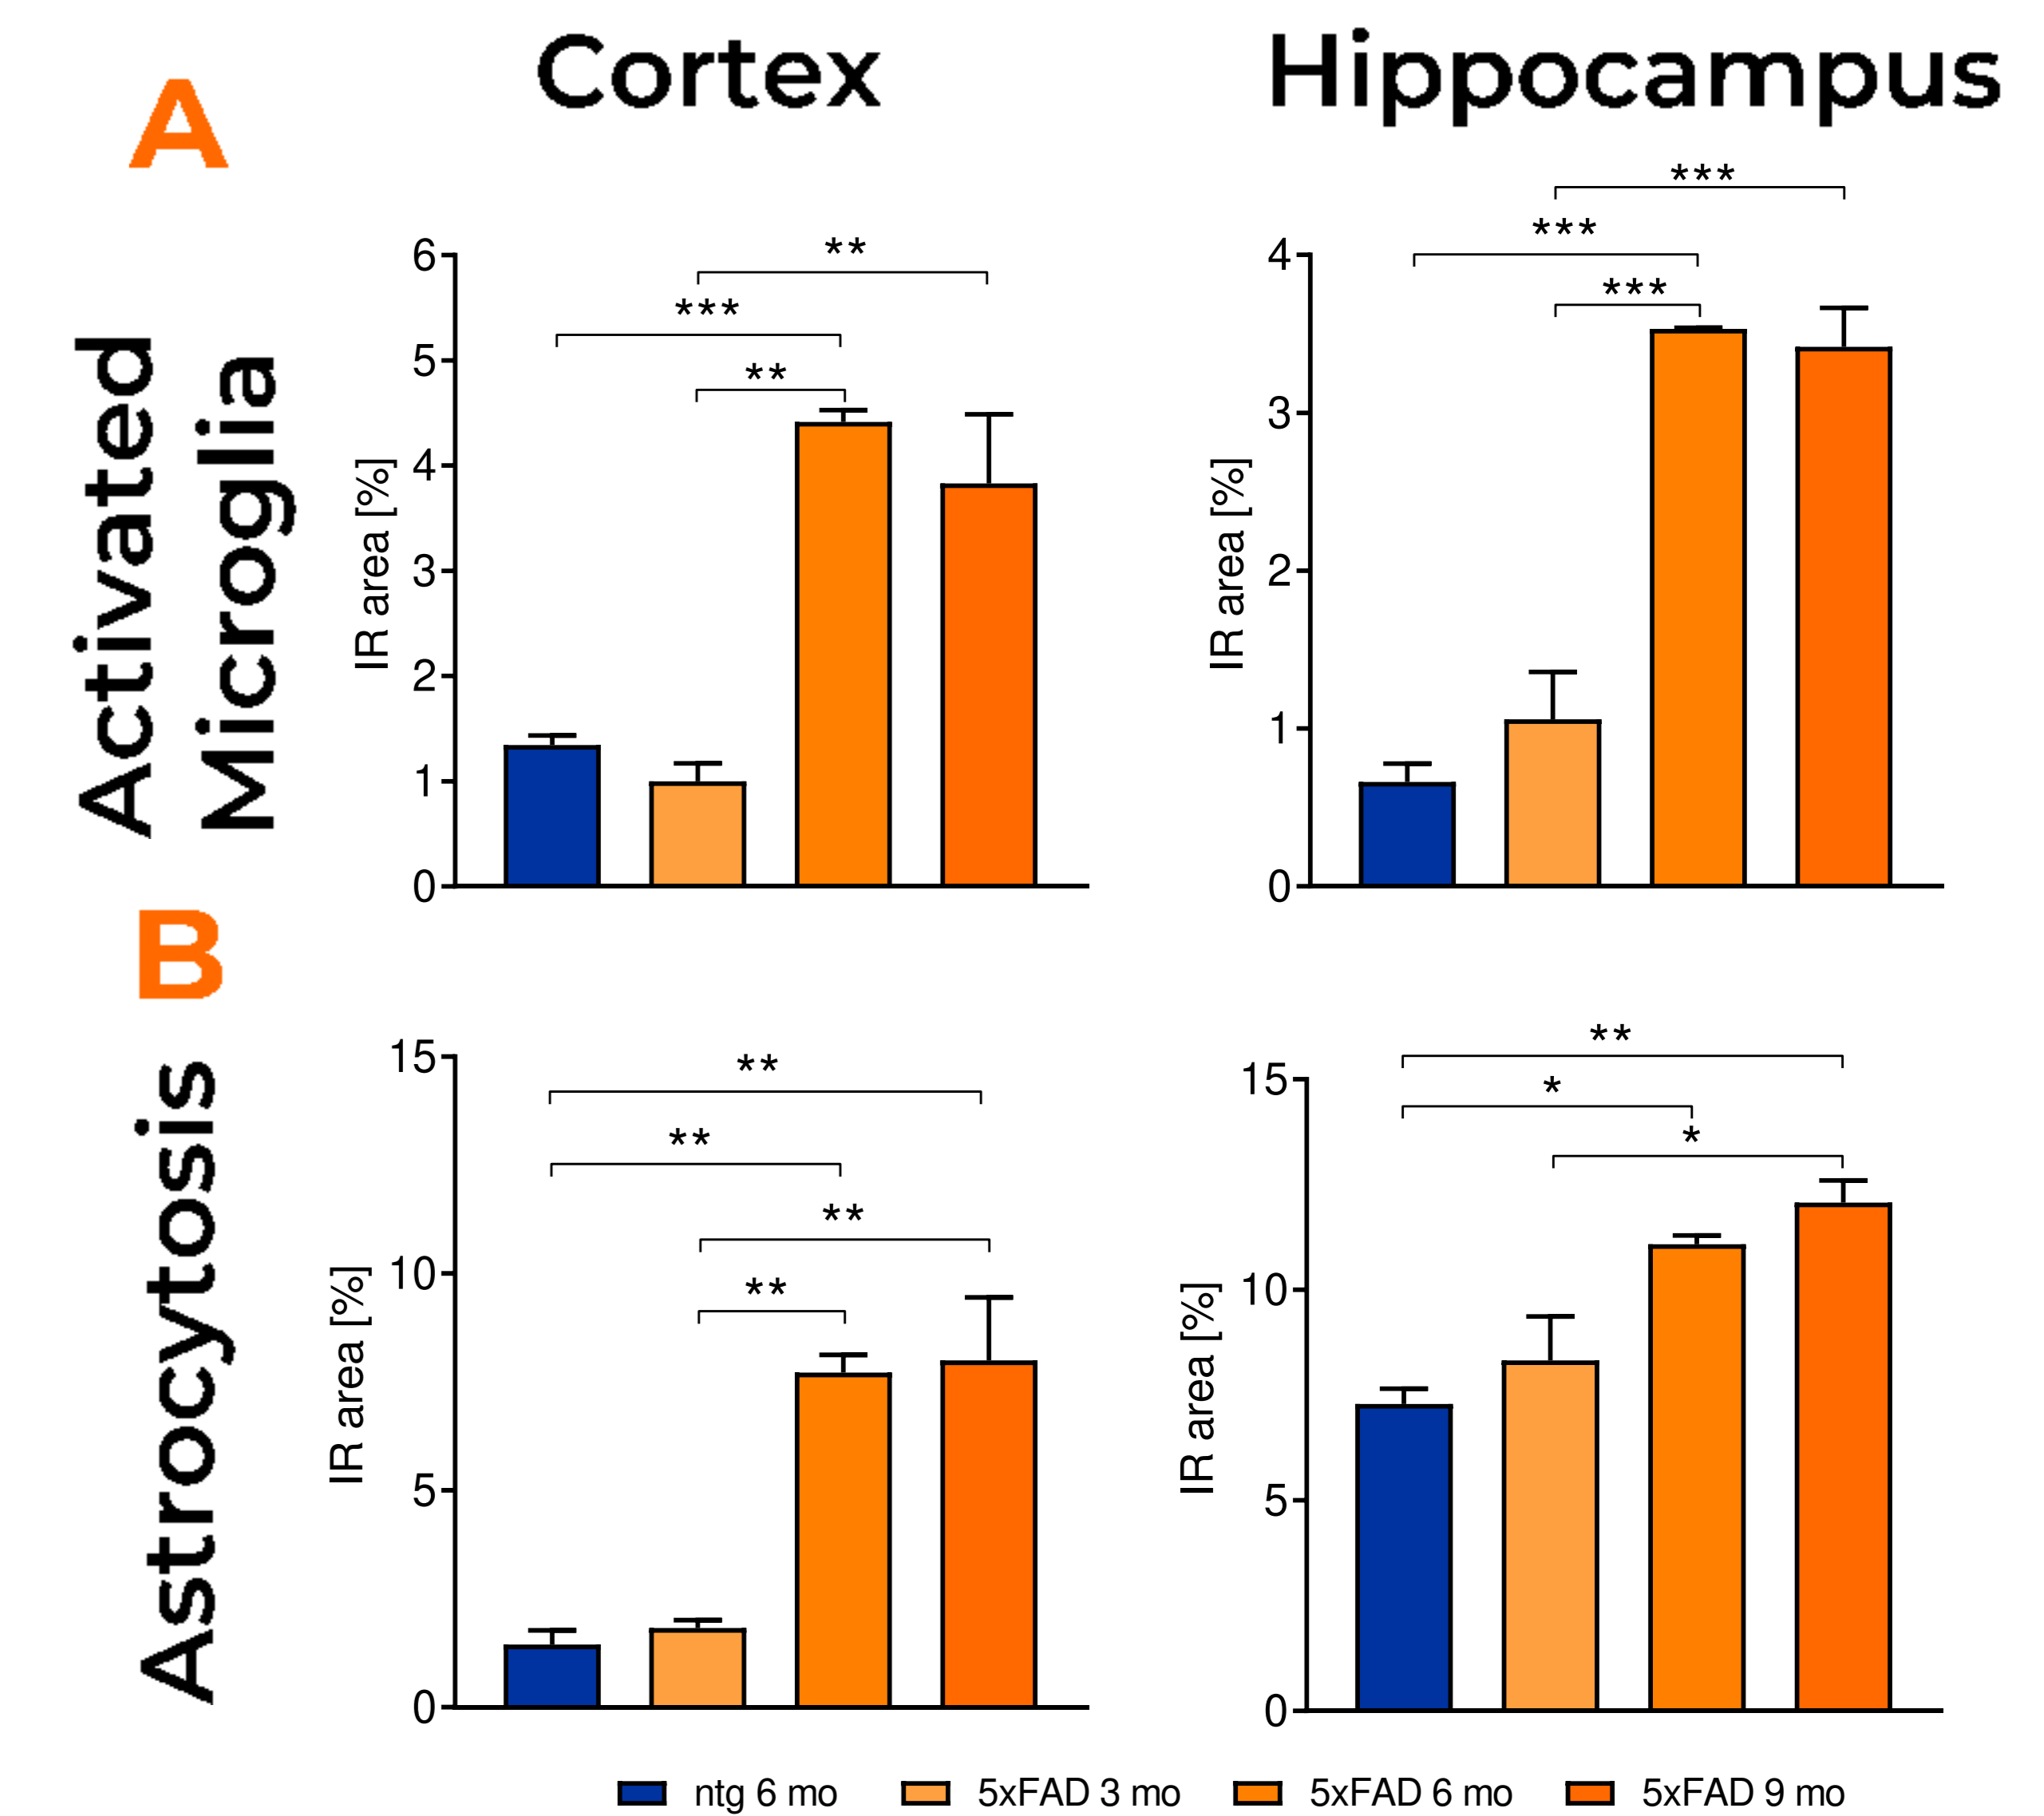 Cortex
Hippocampus
A
Activated
Microglia
IR area [%]
6
5
4
3
2
1
0
**
***
**
IR area [%]
4
3
2
1
0
***
***
***
B
Astrocytosis
IR area [%]
15
10
5
0
**
**
**
**
IR area [%]
15
10
5
0
**
*
*
ntg 6 mo
5xFAD 3 mo
5xFAD 6 mo
5xFAD 9 mo